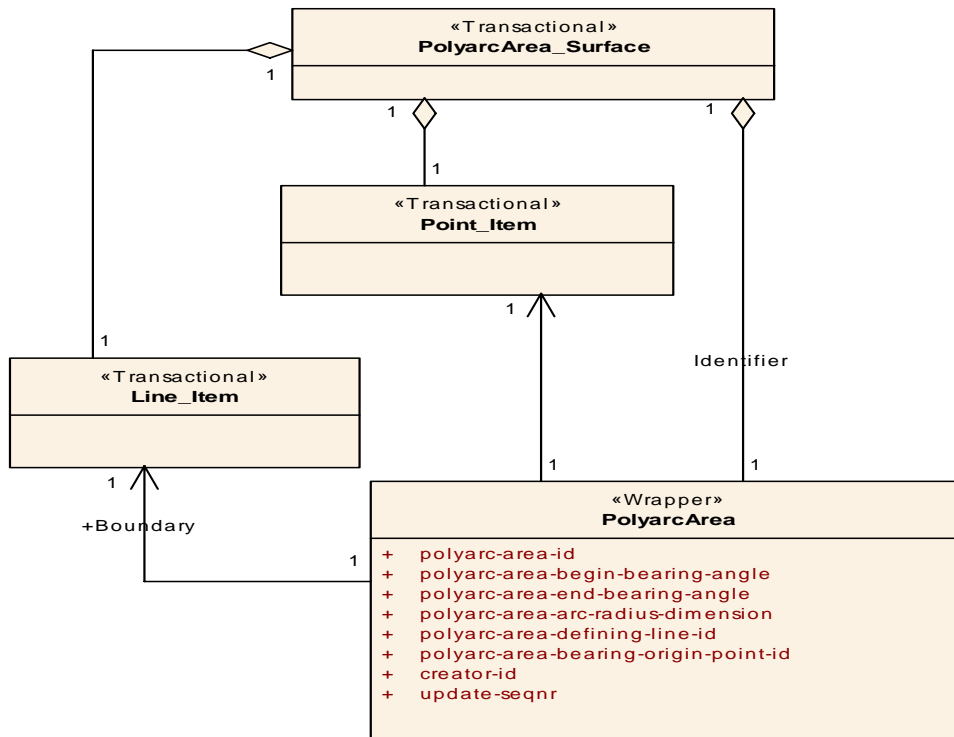 «Transactional»
PolyarcArea_Surface
1
1
1
1
«Transactional»
Point_Item
1
1
Identifier
«Transactional»
Line_Item
1
+Boundary
1
1
1
«Wrapper»
PolyarcArea
+ polyarc-area-id
+ polyarc-area-begin-bearing-angle
+ polyarc-area-end-bearing-angle
+ polyarc-area-arc-radius-dimension
+ polyarc-area-defining-line-id
+ polyarc-area-bearing-origin-point-id
+ creator-id
+ update-seqnr